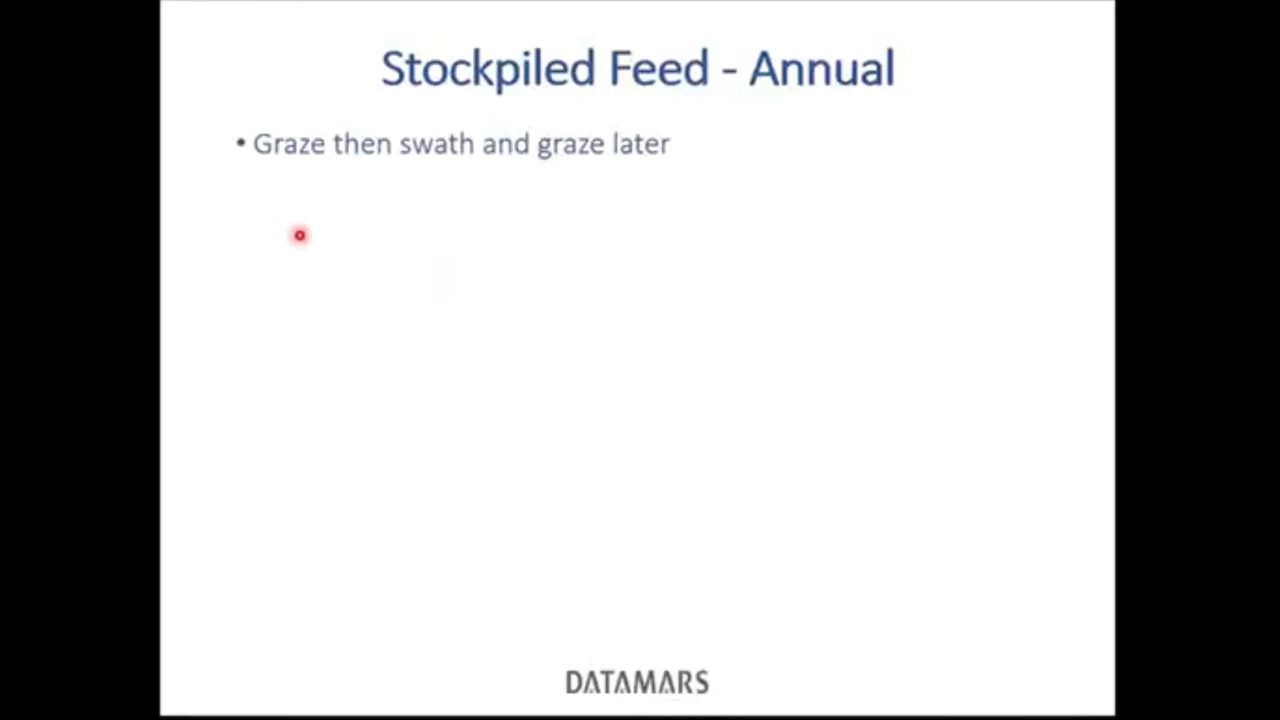 Stockpiled Feed - Annual
• Graze then swath and graze later
DATAMARS